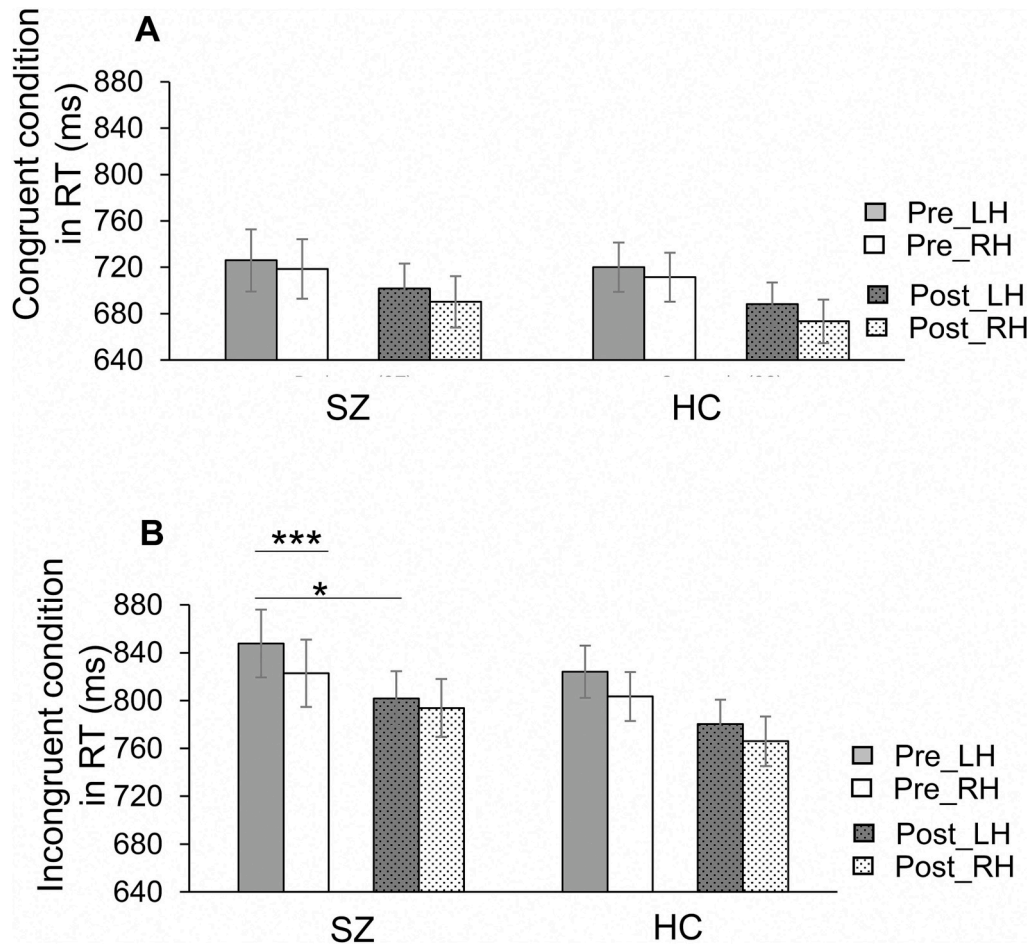 A
Congruent condition
in RT (ms)
880
840
800
760
720
680
640
Pre_LH
Pre_RH
Post_LH
Post_RH
SZ
HC
B
***
*
Incongruent condition
in RT (ms)
880
840
800
760
720
680
640
Pre_LH
Pre_RH
Post_LH
Post_RH
SZ
HC